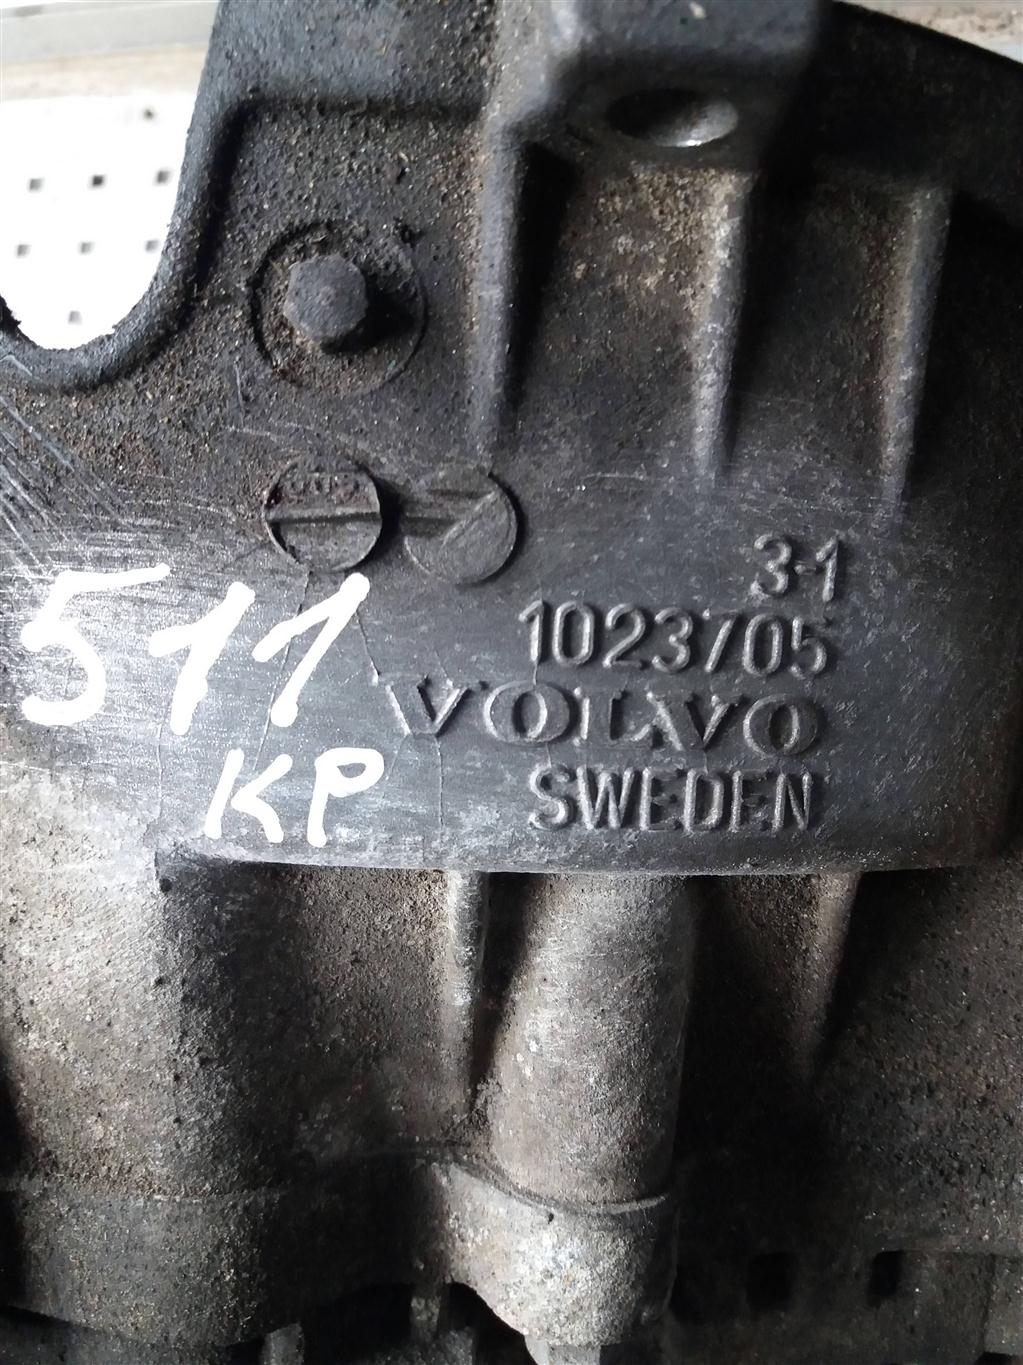 3-1
1023705
VOLVO
SWEDEN
511
KP